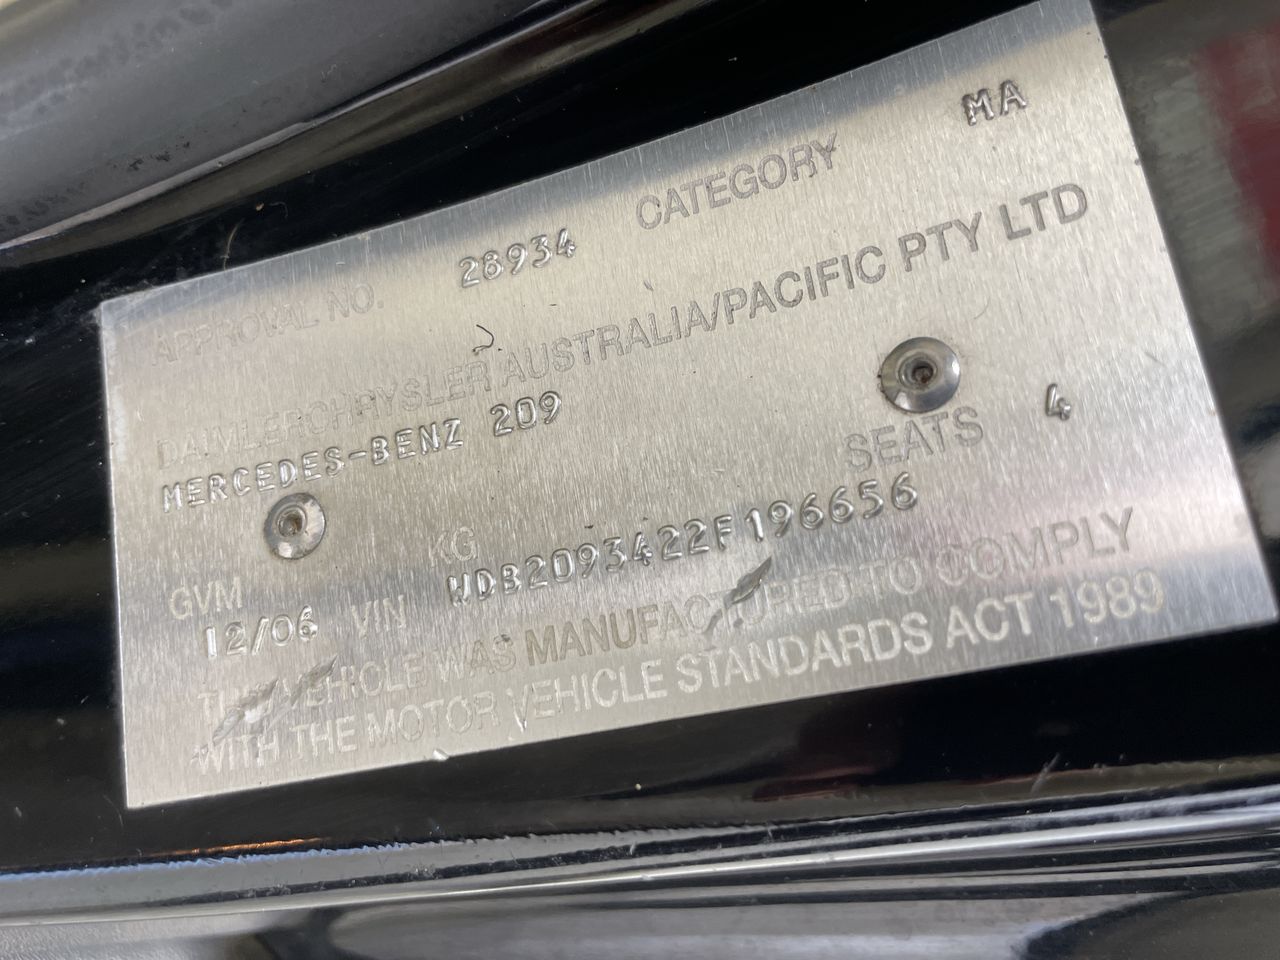 APPROVAL NO. 28934 CATEGORY MA
DAIMLERCHRYSLER AUSTRALIA/PACIFIC PTY LTD
MERCEDES-BENZ 209
SEATS 4
GVM KG
12/06 VIN WDB2093422F196656
THIS VEHICLE WAS MANUFACTURED TO COMPLY
WITH THE MOTOR VEHICLE STANDARDS ACT 1989